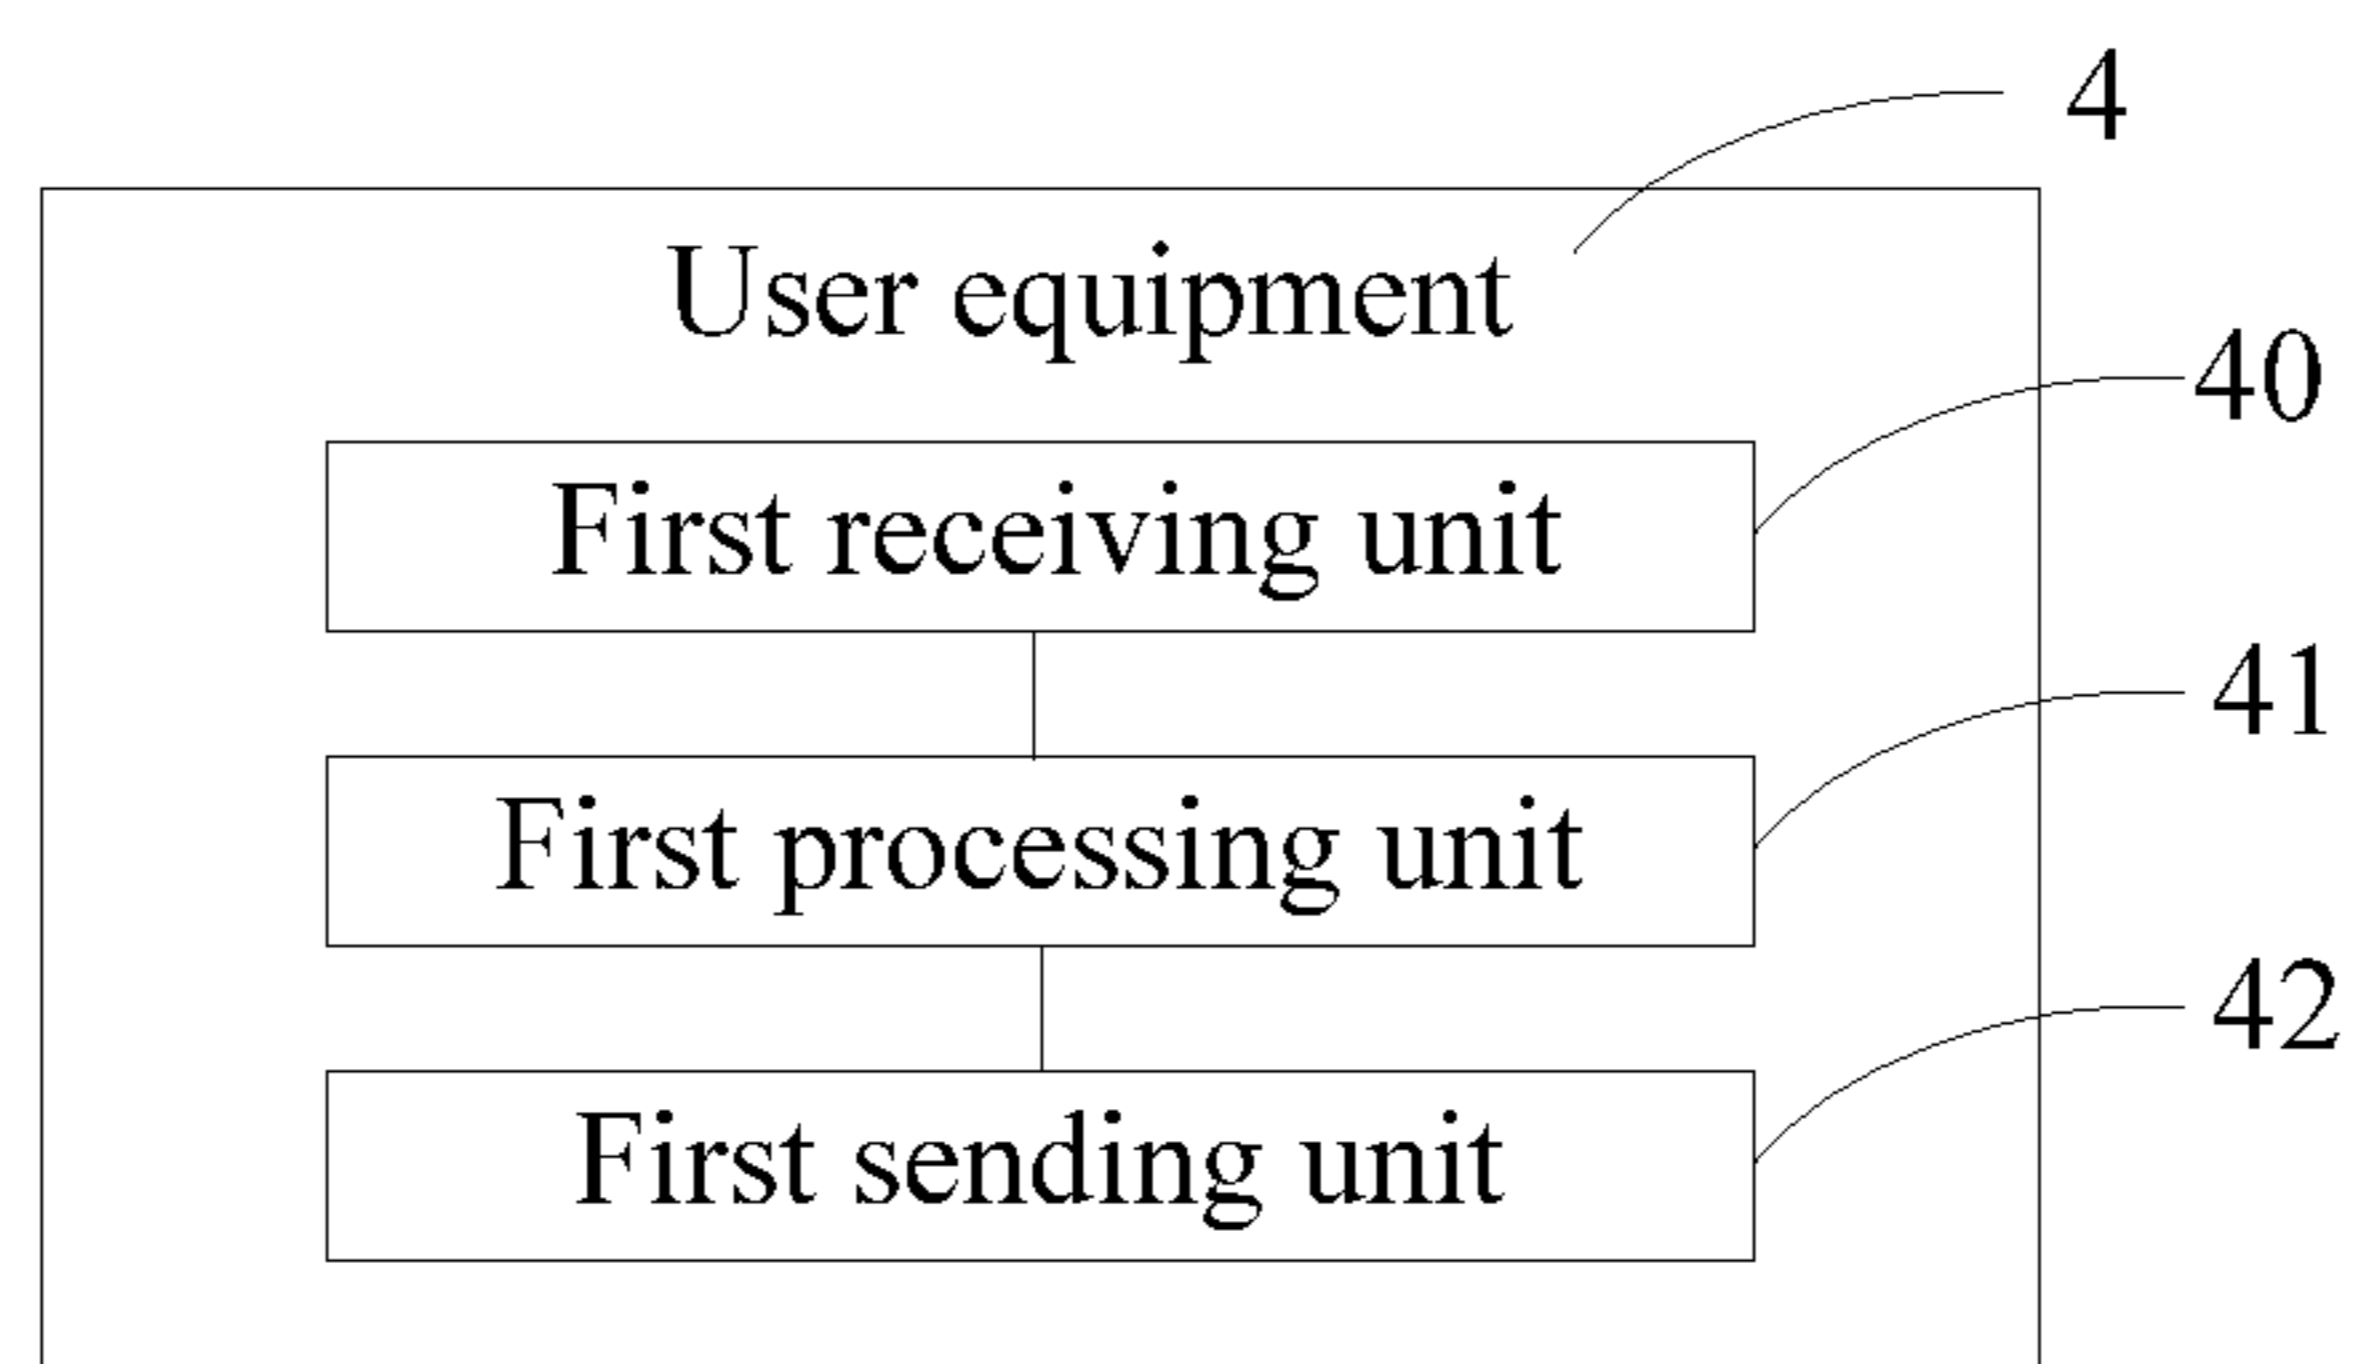 4
User equipment
40
First receiving unit
41
First processing unit
42
First sending unit